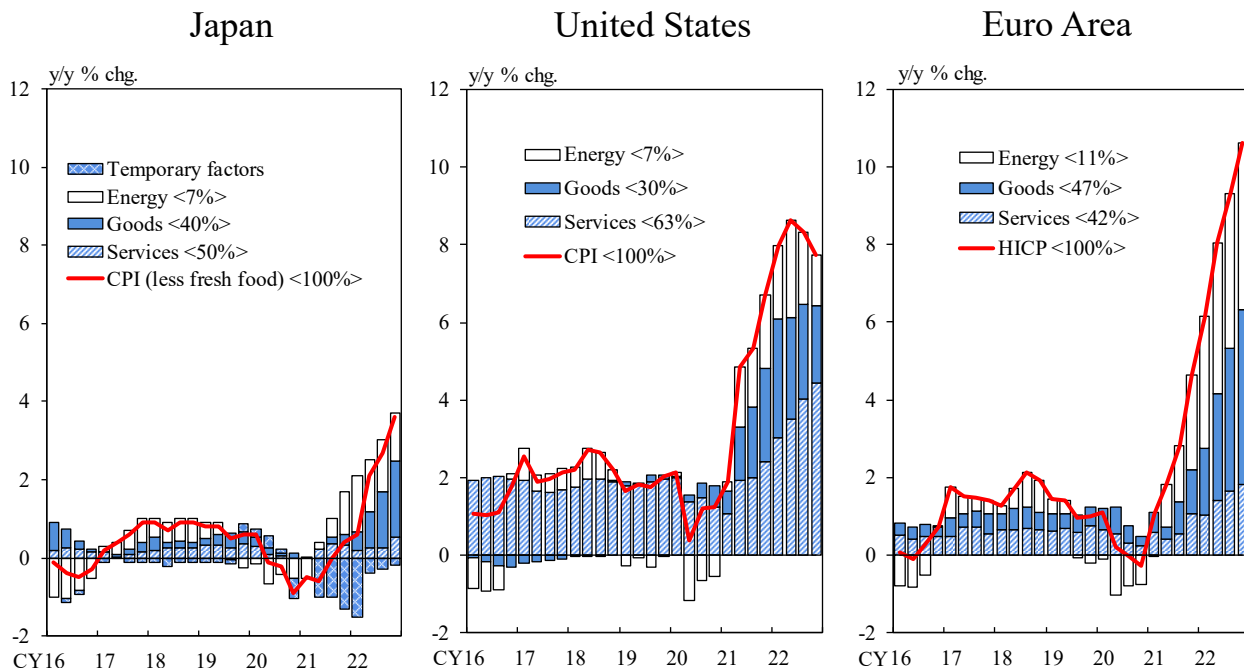 Japan
y/y % chg.
12
10
8
6
4
2
0
-2
Temporary factors
Energy <7%>
Goods <40%>
Services <50%>
CPI (less fresh food) <100%>
CY16 17 18 19 20 21 22
United States
y/y % chg.
12
10
8
6
4
2
0
-2
Energy <7%>
Goods <30%>
Services <63%>
CPI <100%>
CY16 17 18 19 20 21 22
Euro Area
y/y % chg.
12
10
8
6
4
2
0
-2
Energy <11%>
Goods <47%>
Services <42%>
HICP <100%>
CY16 17 18 19 20 21 22